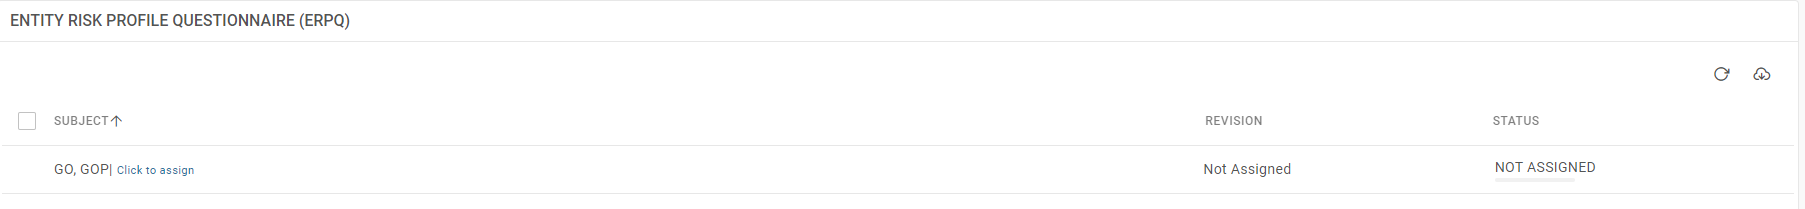 ENTITY RISK PROFILE QUESTIONNAIRE (ERPQ)
SUBJECT REVISION STATUS
GO, GOP| Click to assign Not Assigned NOT ASSIGNED